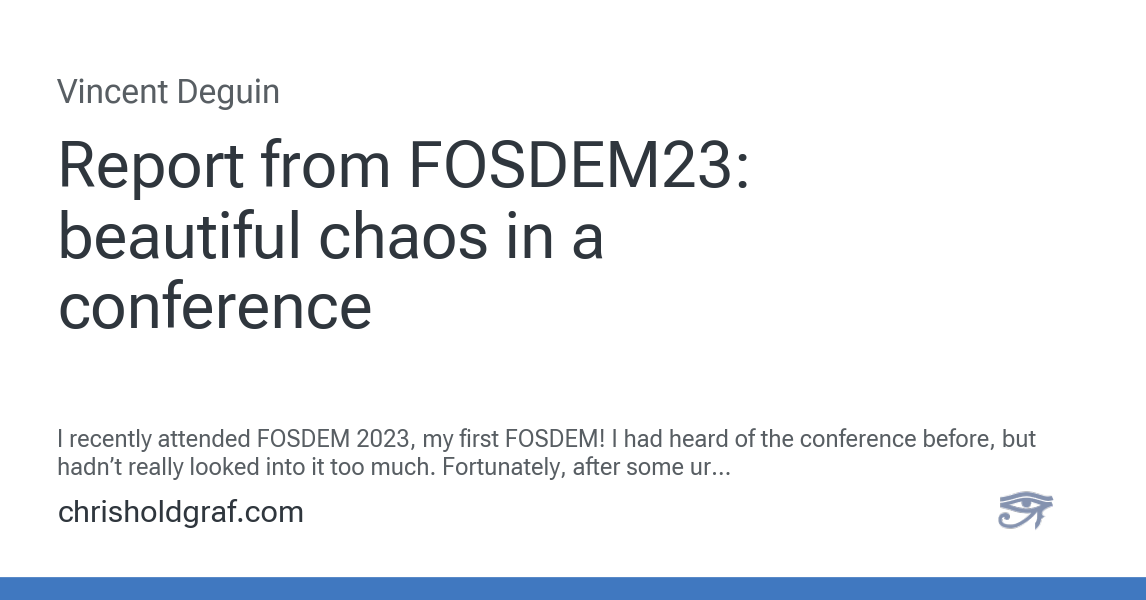 Vincent Deguin
Report from FOSDEM23:
beautiful chaos in a
conference
I recently attended FOSDEM 2023, my first FOSDEM! I had heard of the conference before, but
hadn’t really looked into it too much. Fortunately, after some ur...
chrisholdgraf.com